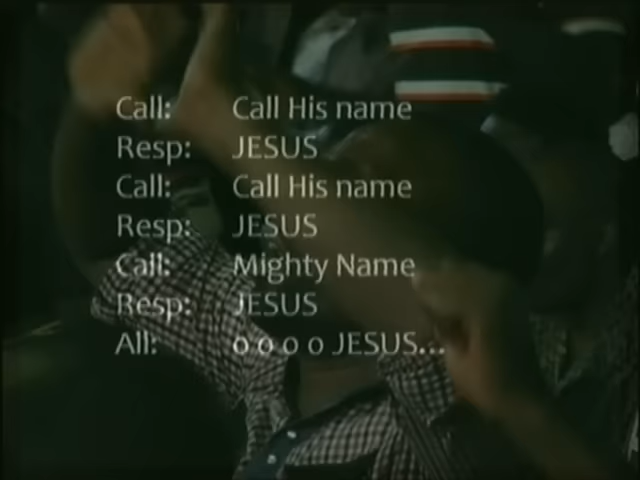 Call: Call His name
Resp: JESUS
Call: Call His name
Resp: JESUS
Call: Mighty Name
Resp: JESUS
All: o o o o JESUS...